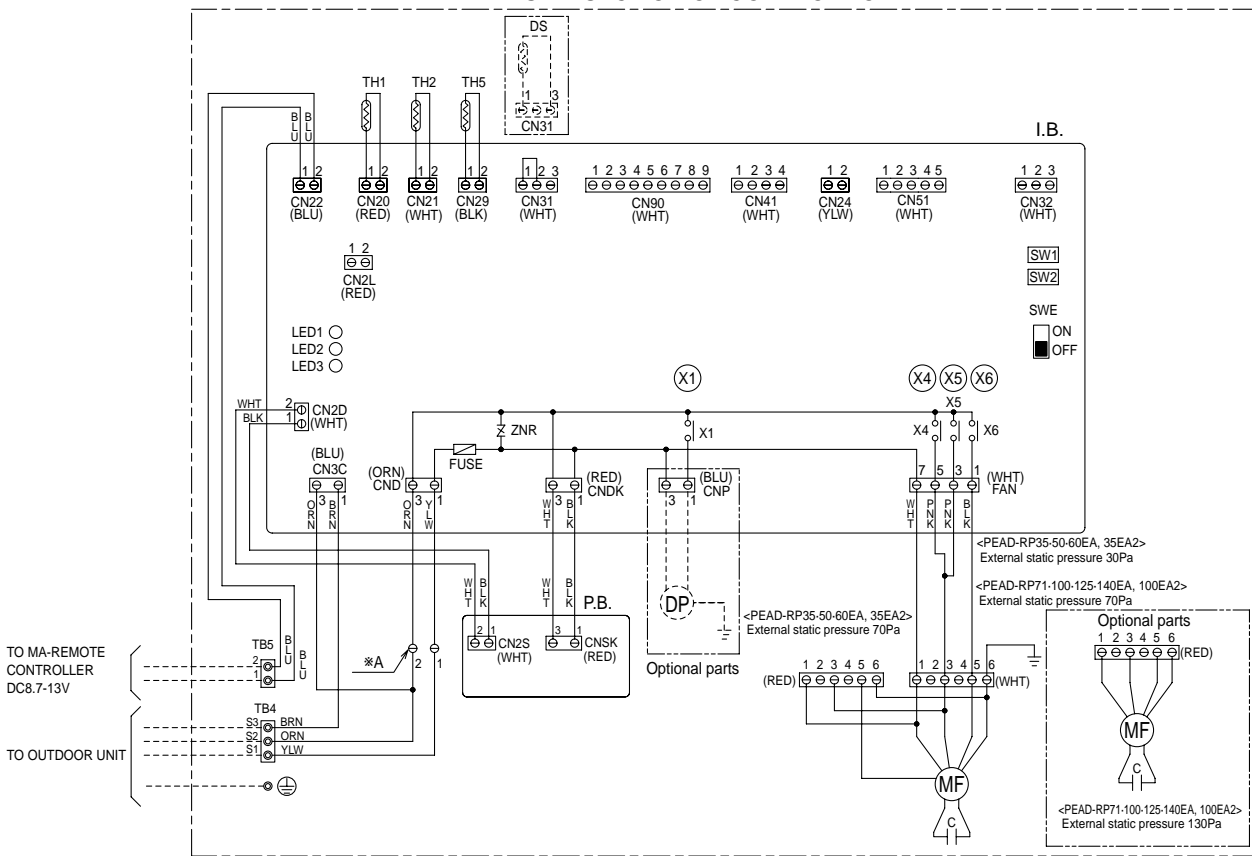 DS
1 3
CN31
TH1 TH2 TH5
I.B.
BLU BLU
1 2
CN22
(BLU)
1 2
CN20
(RED)
1 2
CN21
(WHT)
1 2
CN29
(BLK)
1 2 3
CN31
(WHT)
1 2 3 4 5 6 7 8 9
CN90
(WHT)
1 2 3 4
CN41
(WHT)
1 2
CN24
(YLW)
1 2 3 4 5
CN51
(WHT)
1 2 3
CN32
(WHT)
1 2
CN2L
(RED)
SW1
SW2
SWE
ON
OFF
LED1
LED2
LED3
X1 X4 X5 X6
WHT 2 CN2D
BLK 1 (WHT)
ZNR
FUSE
X1
X5
X4 X6
(BLU)
CN3C
3 1
ORN BRN
(ORN)
CND
3 1
ORN YLW
(RED)
CNDK
3 1
WHT BLK
(BLU)
CNP
3 1
7 5 3 1
(WHT)
FAN
WHT PNK PNK BLK
<PEAD-RP35·50·60EA, 35EA2>
External static pressure 30Pa
<PEAD-RP71·100·125·140EA, 100EA2>
External static pressure 70Pa
WHT BLK
P.B.
2 1
CN2S
(WHT)
WHT BLK
3 1
CNSK
(RED)
DP
Optional parts
<PEAD-RP35·50·60EA, 35EA2>
External static pressure 70Pa
1 2 3 4 5 6
(RED)
1 2 3 4 5 6
(WHT)
MF
C
Optional parts
1 2 3 4 5 6
(RED)
MF
C
<PEAD-RP71·100·125·140EA, 100EA2>
External static pressure 130Pa
※A
2 1
TO MA-REMOTE
CONTROLLER
DC8.7-13V
TB5
2
1
BLU BLU
TB4
TO OUTDOOR UNIT
S3 BRN
S2 ORN
S1 YLW